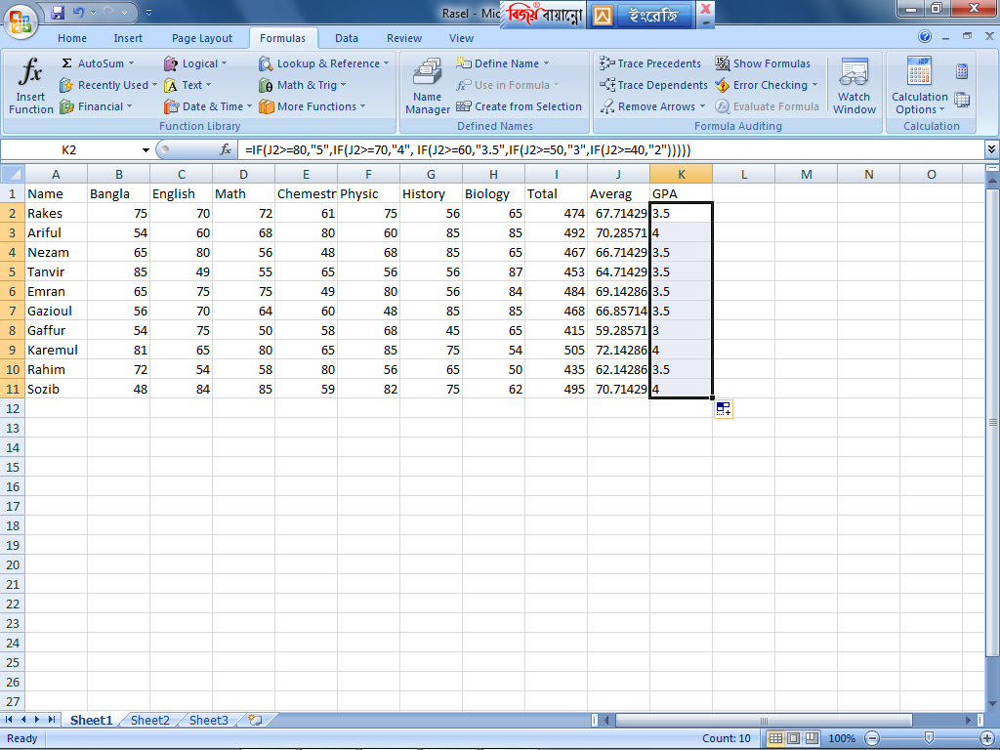 Rasel - Mic বিজয় বায়ান্নো ইংরেজি
Home Insert Page Layout Formulas Data Review View
AutoSum Logical Lookup & Reference Define Name Trace Precedents Show Formulas
Recently Used Text Math & Trig Use in Formula Trace Dependents Error Checking
Financial Date & Time More Functions Create from Selection Remove Arrows Evaluate Formula
Insert Function Name Manager Watch Window Calculation Options
Function Library Defined Names Formula Auditing Calculation
K2 fx =IF(J2>=80,"5",IF(J2>=70,"4", IF(J2>=60,"3.5",IF(J2>=50,"3",IF(J2>=40,"2")))))
A B C D E F G H I J K L M N O
1 Name Bangla English Math Chemestr Physic History Biology Total Averag GPA
2 Rakes 75 70 72 61 75 56 65 474 67.71429 3.5
3 Ariful 54 60 68 80 60 85 85 492 70.28571 4
4 Nezam 65 80 56 48 68 85 65 467 66.71429 3.5
5 Tanvir 85 49 55 65 56 56 87 453 64.71429 3.5
6 Emran 65 75 75 49 80 56 84 484 69.14286 3.5
7 Gazioul 56 70 64 60 48 85 85 468 66.85714 3.5
8 Gaffur 54 75 50 58 68 45 65 415 59.28571 3
9 Karemul 81 65 80 65 85 75 54 505 72.14286 4
10 Rahim 72 54 58 80 56 65 50 435 62.14286 3.5
11 Sozib 48 84 85 59 82 75 62 495 70.71429 4
12
13
14
15
16
17
18
19
20
21
22
23
24
25
26
27
Sheet1 Sheet2 Sheet3
Ready Count: 10 100%